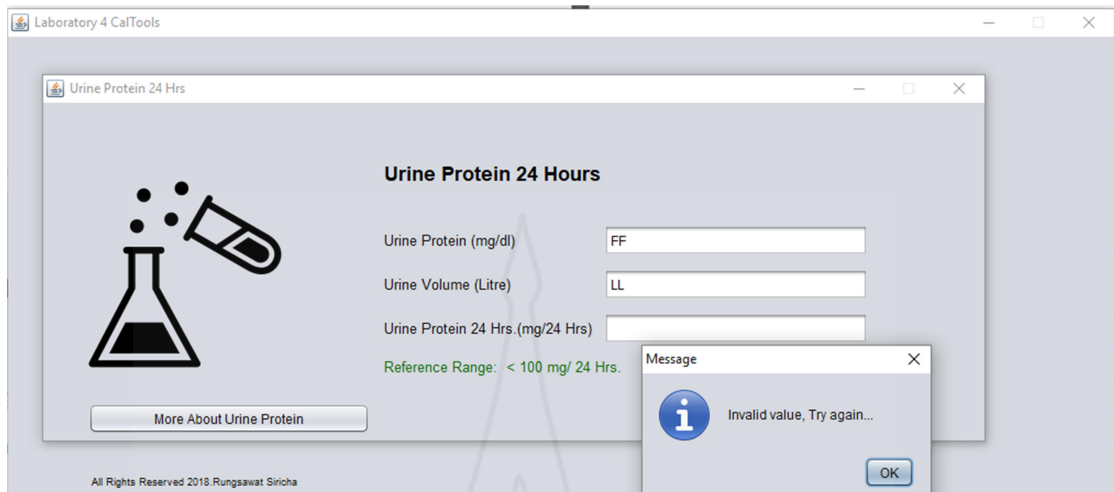 Laboratory 4 CalTools
Urine Protein 24 Hrs
Urine Protein 24 Hours
Urine Protein (mg/dl) FF
Urine Volume (Litre) LL
Urine Protein 24 Hrs.(mg/24 Hrs)
Reference Range: < 100 mg/ 24 Hrs.
Message
Invalid value, Try again...
More About Urine Protein
OK
All Rights Reserved 2018.Rungsawat Siricha